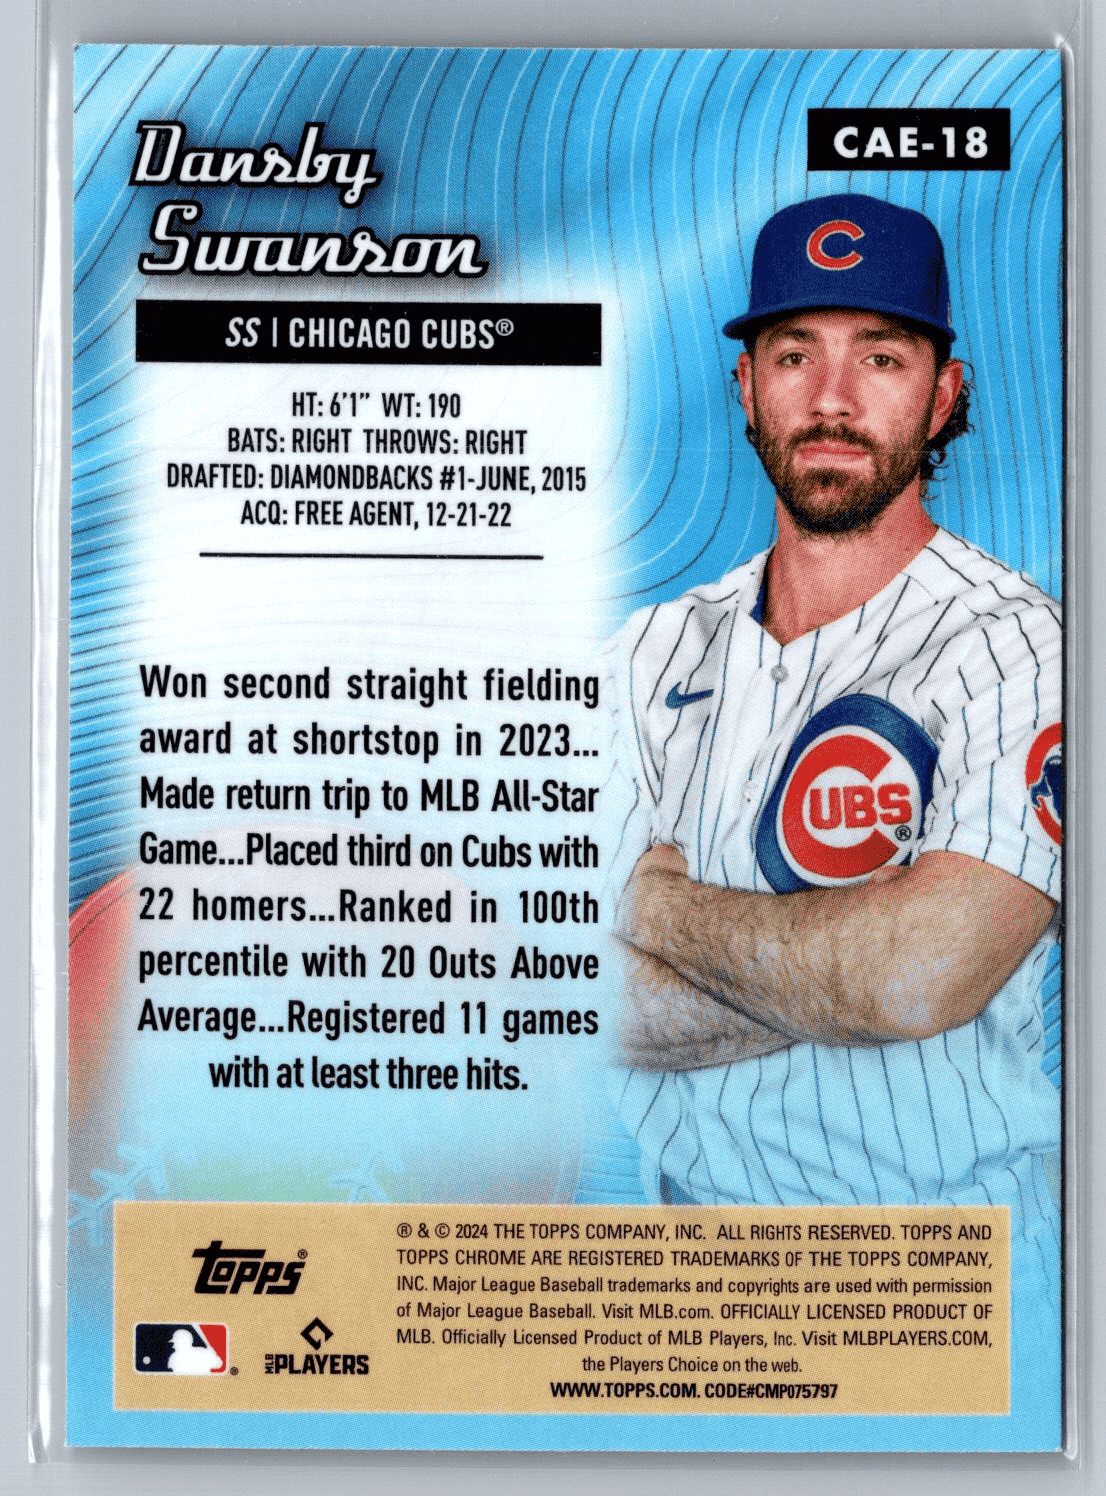 CAE-18
Dansby
Swanson
SS | CHICAGO CUBS®
HT: 6'1" WT: 190
BATS: RIGHT THROWS: RIGHT
DRAFTED: DIAMONDBACKS #1-JUNE, 2015
ACQ: FREE AGENT, 12-21-22
Won second straight fielding
award at shortstop in 2023...
Made return trip to MLB All-Star
Game...Placed third on Cubs with
22 homers...Ranked in 100th
percentile with 20 Outs Above
Average...Registered 11 games
with at least three hits.
C
CUBS®
topps®
MLB PLAYERS
® & © 2024 THE TOPPS COMPANY, INC. ALL RIGHTS RESERVED. TOPPS AND
TOPPS CHROME ARE REGISTERED TRADEMARKS OF THE TOPPS COMPANY,
INC. Major League Baseball trademarks and copyrights are used with permission
of Major League Baseball. Visit MLB.com. OFFICIALLY LICENSED PRODUCT OF
MLB. Officially Licensed Product of MLB Players, Inc. Visit MLBPLAYERS.COM,
the Players Choice on the web.
WWW.TOPPS.COM. CODE#CMP075797